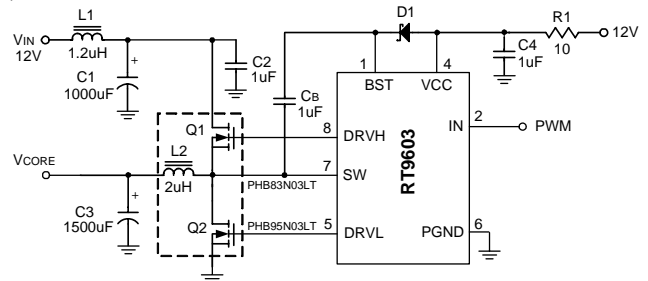 L1
VIN
12V
1.2uH
C1
1000uF
+
C2
1uF
CB
1uF
D1
R1
10
12V
C4
1uF
1
BST
4
VCC
Q1
8
DRVH
IN
2
PWM
RT9603
VCORE
L2
2uH
PHB83N03LT
7
SW
C3
1500uF
+
Q2
PHB95N03LT
5
DRVL
PGND
6